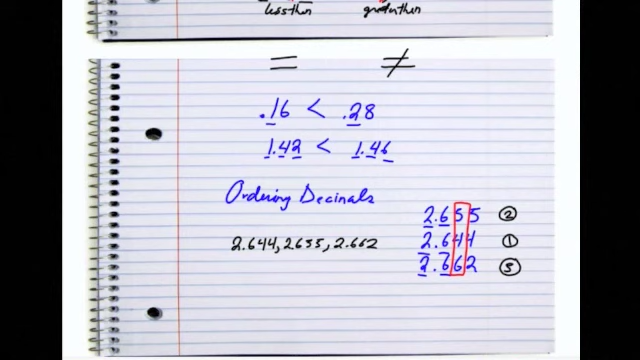 less than greater than
= ≠
.16 < .28
1.42 < 1.46
Ordering Decimals
2.655 ②
2.644, 2.655, 2.662 2.644 ①
2.662 ③